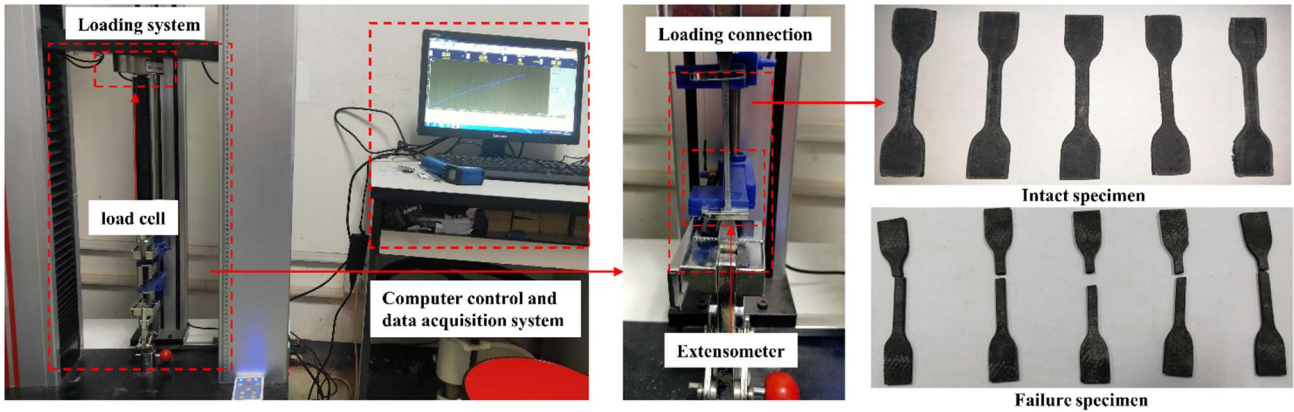 Loading system
load cell
Computer control and
data acquisition system
Loading connection
Extensometer
Intact specimen
Failure specimen